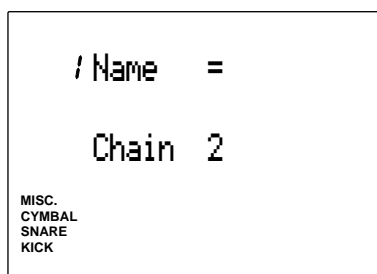 1 Name =
Chain 2
MISC.
CYMBAL
SNARE
KICK